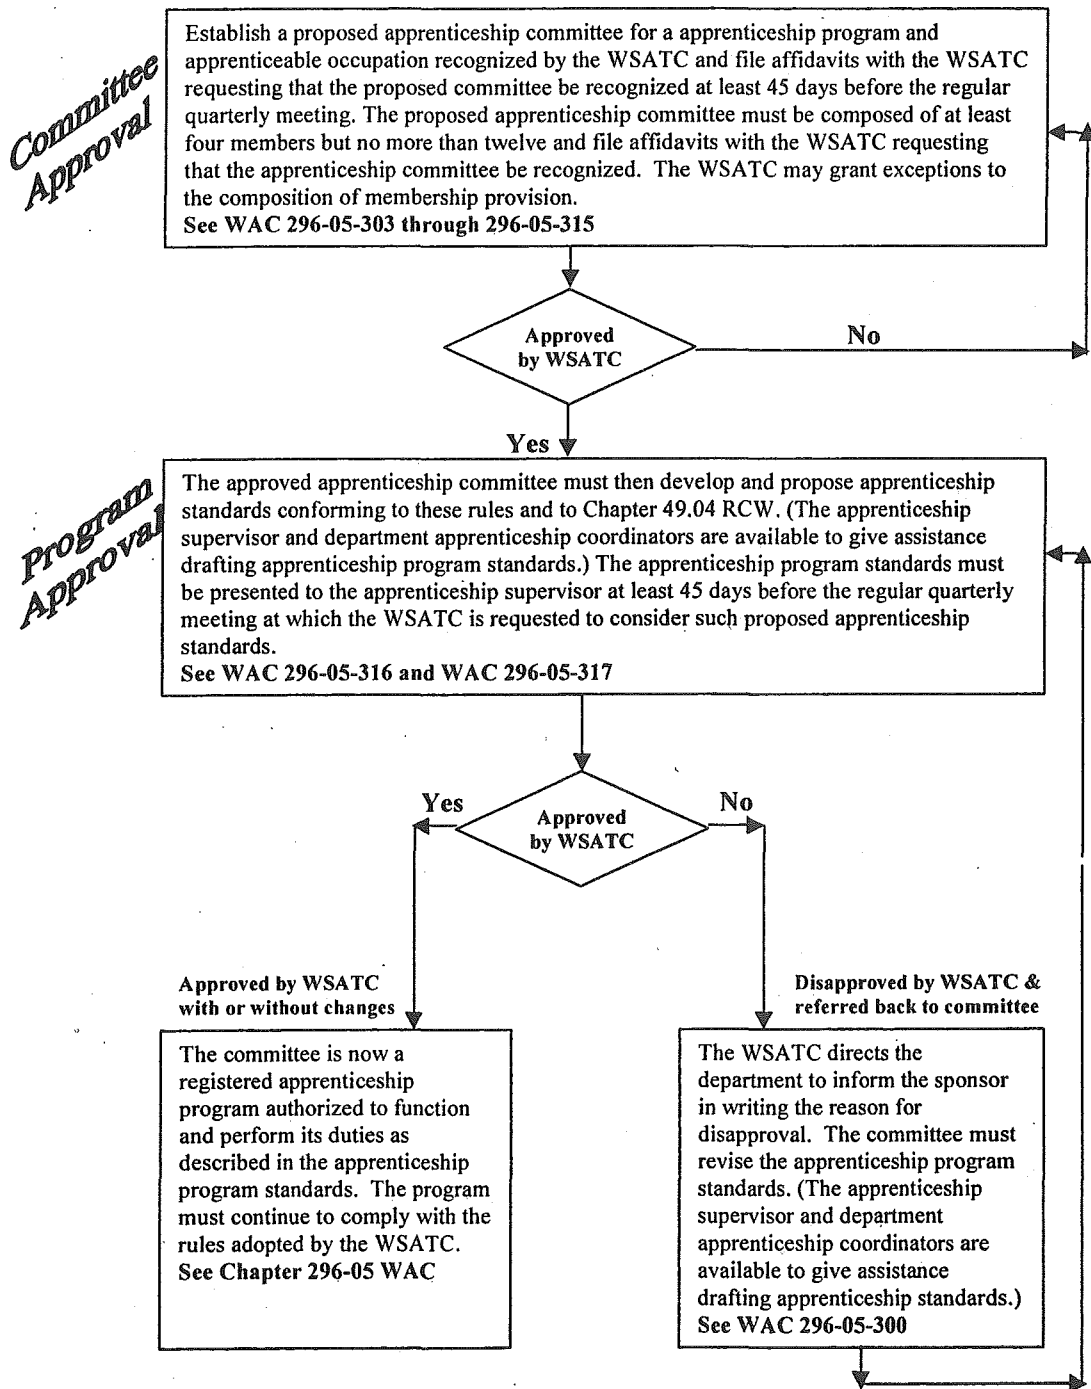 Committee
Approval
Establish a proposed apprenticeship committee for a apprenticeship program and
apprenticeable occupation recognized by the WSATC and file affidavits with the WSATC
requesting that the proposed committee be recognized at least 45 days before the regular
quarterly meeting. The proposed apprenticeship committee must be composed of at least
four members but no more than twelve and file affidavits with the WSATC requesting
that the apprenticeship committee be recognized. The WSATC may grant exceptions to
the composition of membership provision.
See WAC 296-05-303 through 296-05-315
Approved
by WSATC
No
Yes
Program
Approval
The approved apprenticeship committee must then develop and propose apprenticeship
standards conforming to these rules and to Chapter 49.04 RCW. (The apprenticeship
supervisor and department apprenticeship coordinators are available to give assistance
drafting apprenticeship program standards.) The apprenticeship program standards must
be presented to the apprenticeship supervisor at least 45 days before the regular quarterly
meeting at which the WSATC is requested to consider such proposed apprenticeship
standards.
See WAC 296-05-316 and WAC 296-05-317
Yes
Approved
by WSATC
No
Approved by WSATC
with or without changes
The committee is now a
registered apprenticeship
program authorized to function
and perform its duties as
described in the apprenticeship
program standards. The program
must continue to comply with the
rules adopted by the WSATC.
See Chapter 296-05 WAC
Disapproved by WSATC &
referred back to committee
The WSATC directs the
department to inform the sponsor
in writing the reason for
disapproval. The committee must
revise the apprenticeship program
standards. (The apprenticeship
supervisor and department
apprenticeship coordinators are
available to give assistance
drafting apprenticeship standards.)
See WAC 296-05-300